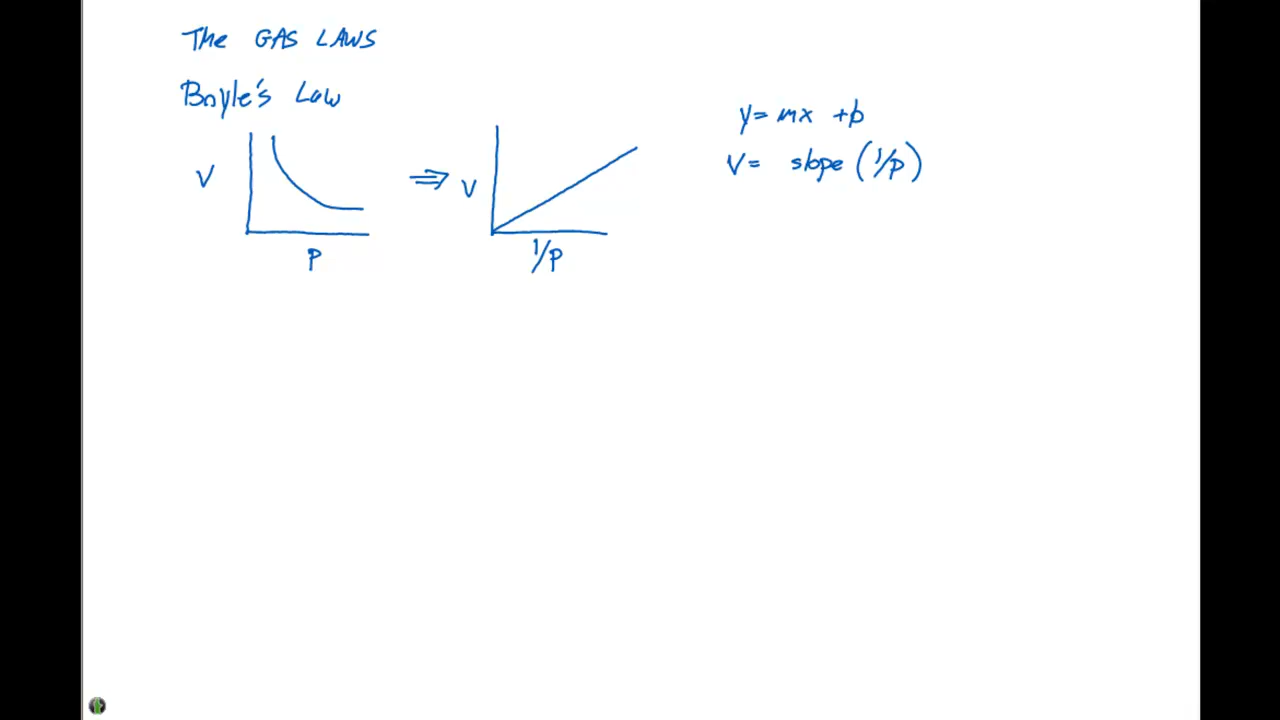 The GAS LAWS
Boyle's Law
y = mx + b
V = slope (1/P)
V
P
⇒
V
1/P